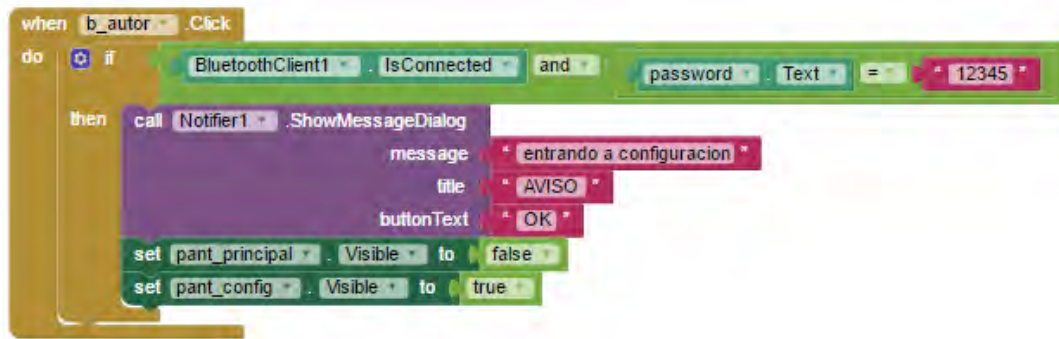 when b_autor .Click
do if BluetoothClient1 . IsConnected and password . Text = " 12345 "
then call Notifier1 .ShowMessageDialog
message " entrando a configuracion "
title " AVISO "
buttonText " OK "
set pant_principal . Visible to false
set pant_config . Visible to true